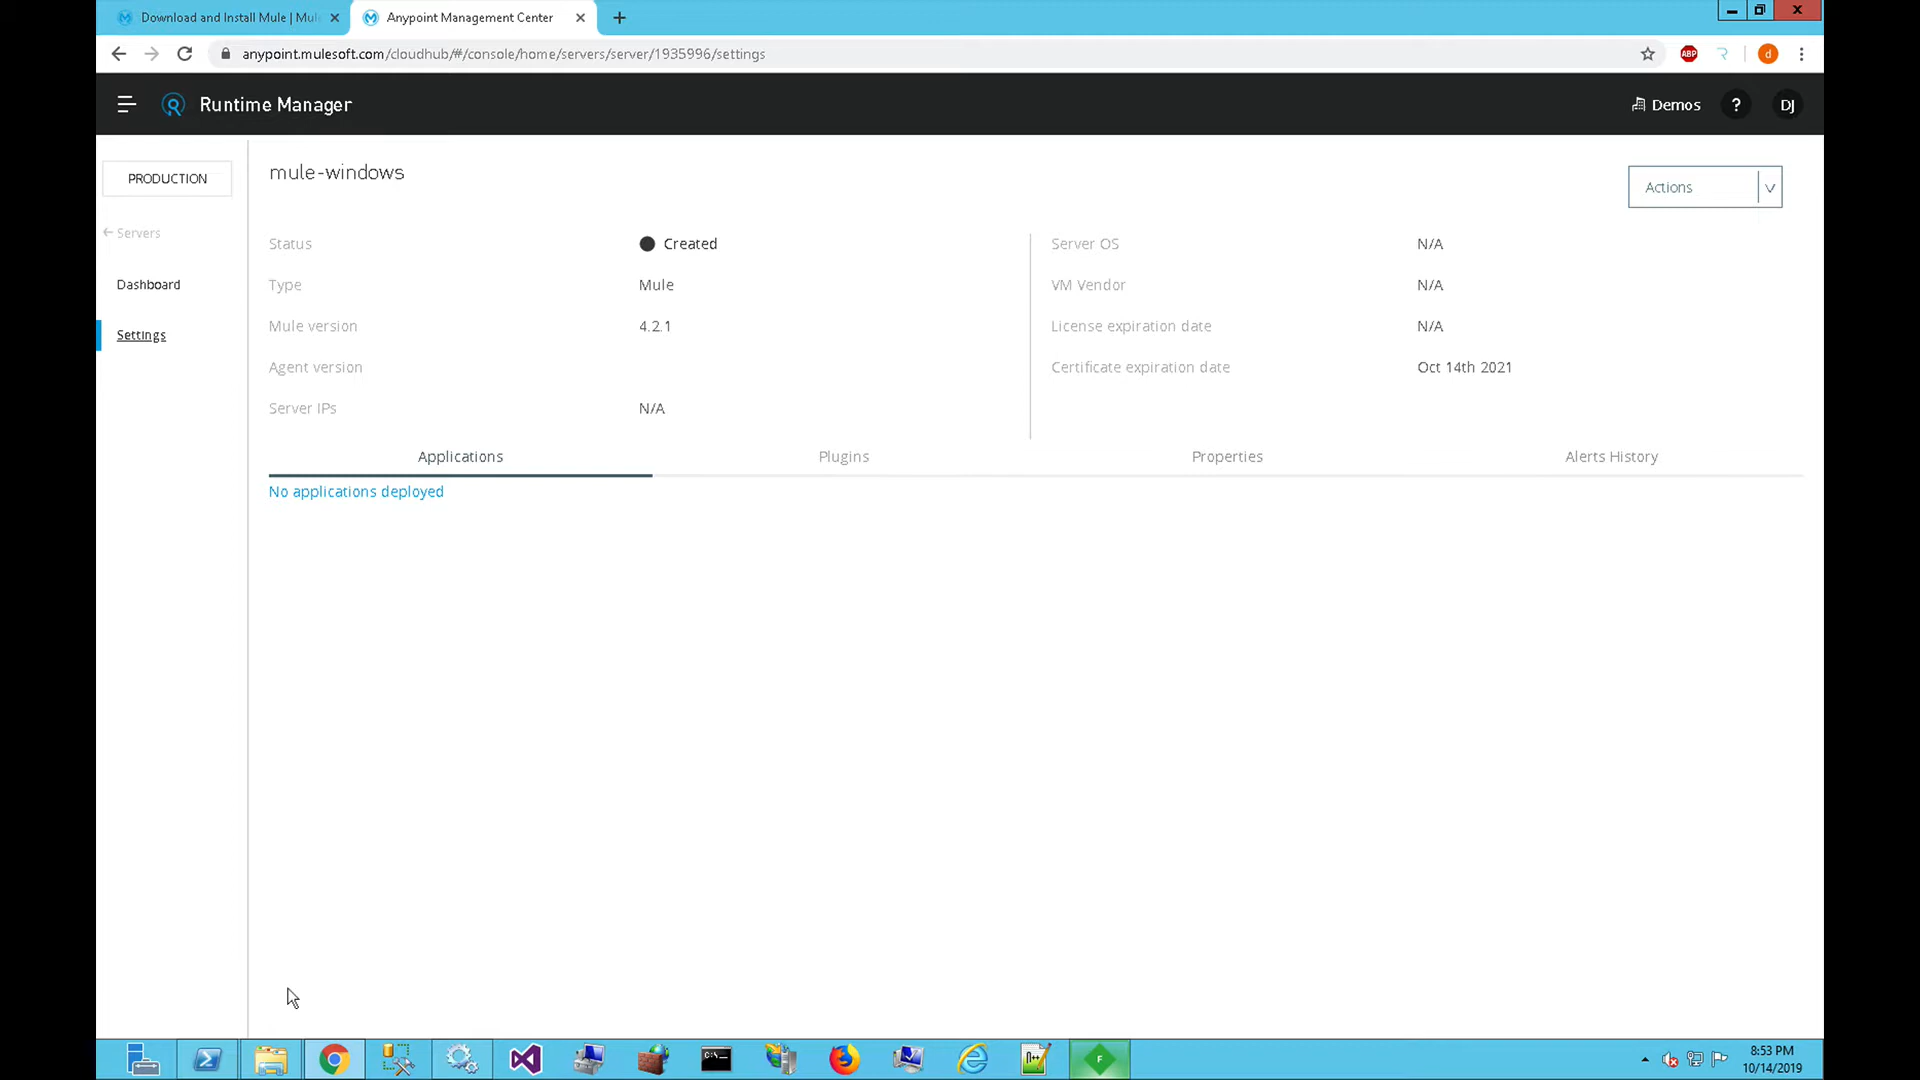 Download and Install Mule | Mul
Anypoint Management Center
anypoint.mulesoft.com/cloudhub/#/console/home/servers/server/1935996/settings
ABP
d
Runtime Manager
Demos
?
DJ
PRODUCTION
Servers
Dashboard
Settings
mule-windows
Actions
Status
Created
Type
Mule
Mule version
4.2.1
Agent version
Server IPs
N/A
Server OS
N/A
VM Vendor
N/A
License expiration date
N/A
Certificate expiration date
Oct 14th 2021
Applications
Plugins
Properties
Alerts History
No applications deployed
F
8:53 PM
10/14/2019